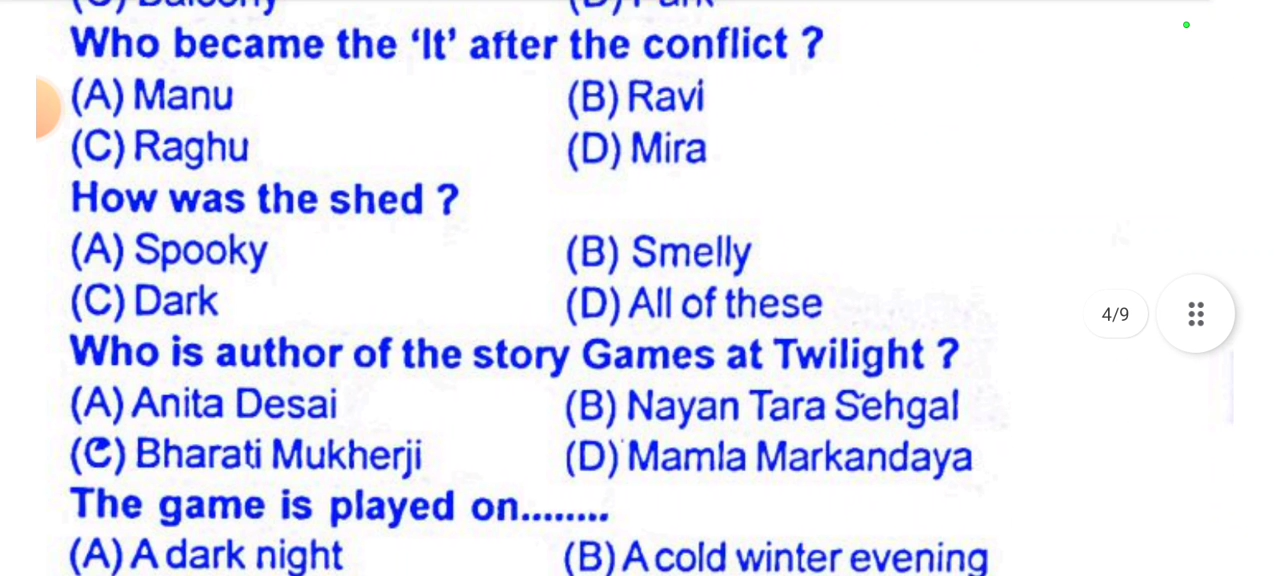 Who became the ‘It’ after the conflict ?
(A) Manu (B) Ravi
(C) Raghu (D) Mira
How was the shed ?
(A) Spooky (B) Smelly
(C) Dark (D) All of these
4/9
Who is author of the story Games at Twilight ?
(A) Anita Desai (B) Nayan Tara Sehgal
(C) Bharati Mukherji (D) Mamla Markandaya
The game is played on........
(A) A dark night (B) A cold winter evening